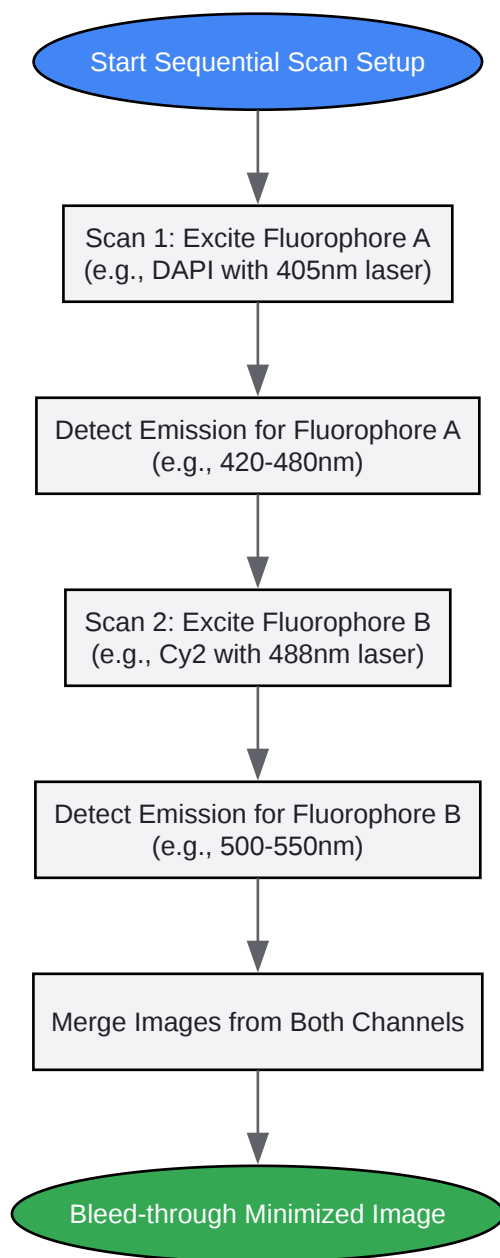 Start Sequential Scan Setup
Scan 1: Excite Fluorophore A
(e.g., DAPI with 405nm laser)
Detect Emission for Fluorophore A
(e.g., 420-480nm)
Scan 2: Excite Fluorophore B
(e.g., Cy2 with 488nm laser)
Detect Emission for Fluorophore B
(e.g., 500-550nm)
Merge Images from Both Channels
Bleed-through Minimized Image